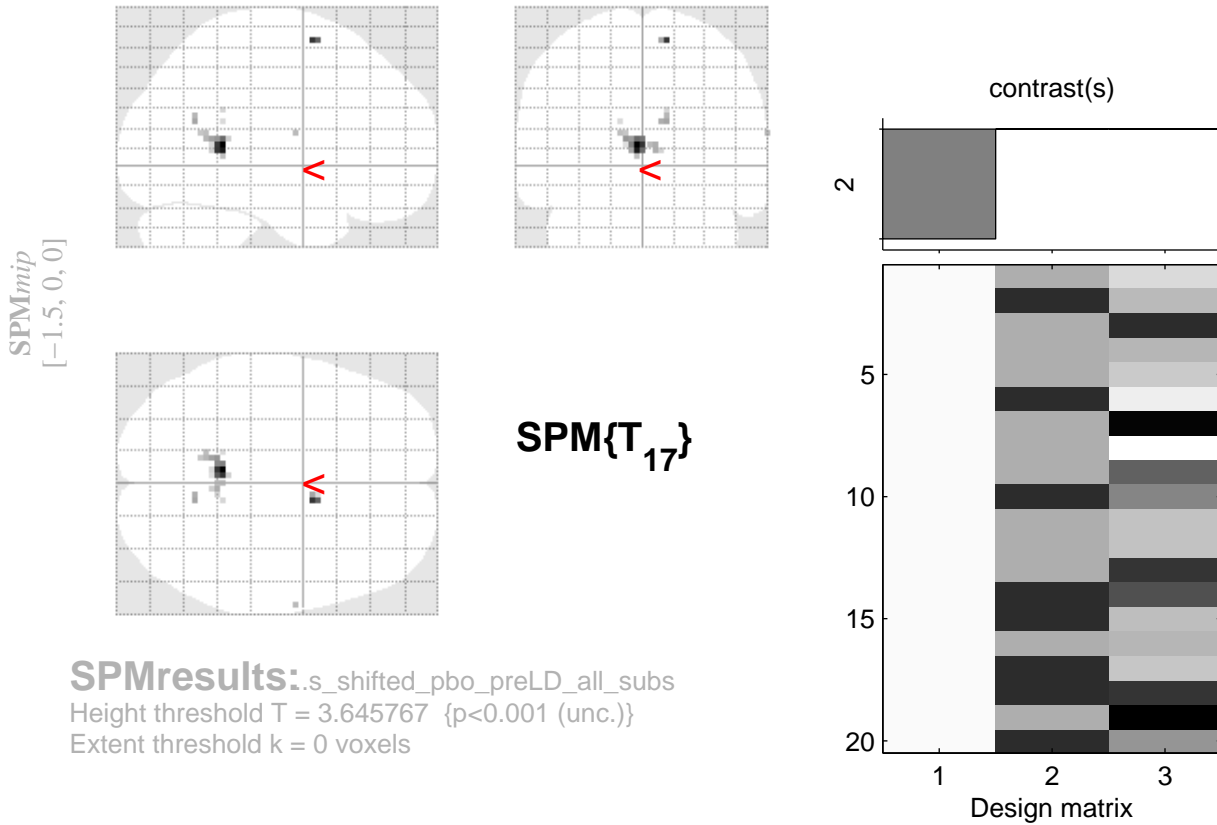 SPMmip
[−1.5, 0, 0]
<
<
<
SPM{T17}
SPMresults:..s_shifted_pbo_preLD_all_subs
Height threshold T = 3.645767 {p<0.001 (unc.)}
Extent threshold k = 0 voxels
contrast(s)
2
5
10
15
20
1 2 3
Design matrix